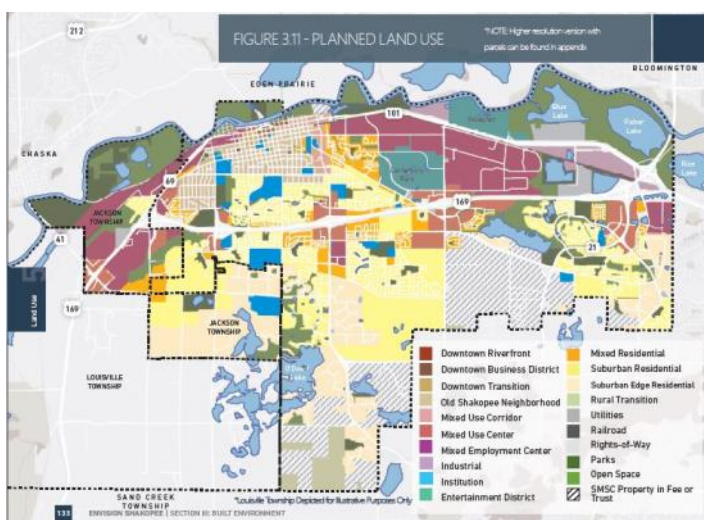 212
FIGURE 3.11 - PLANNED LAND USE
*NOTE: Higher resolution version with
parcels can be found in appendix
BLOOMINGTON
EDEN PRAIRIE
Blue
Lake
Fisher
Lake
101
CHASKA
Canterbury
Park
Rice
Lake
69
169
JACKSON
TOWNSHIP
41
21
Land Use
169
JACKSON
TOWNSHIP
LOUISVILLE
TOWNSHIP
O'Dowd
Lake
Downtown Riverfront
Downtown Business District
Downtown Transition
Old Shakopee Neighborhood
Mixed Use Corridor
Mixed Use Center
Mixed Employment Center
Industrial
Institution
Entertainment District
Mixed Residential
Suburban Residential
Suburban Edge Residential
Rural Transition
Utilities
Railroad
Rights-of-Way
Parks
Open Space
SMSC Property in Fee or
Trust
SAND CREEK
TOWNSHIP
*Louisville Township Depicted for Illustrative Purposes Only
133 ENVISION SHAKOPEE | SECTION III: BUILT ENVIRONMENT